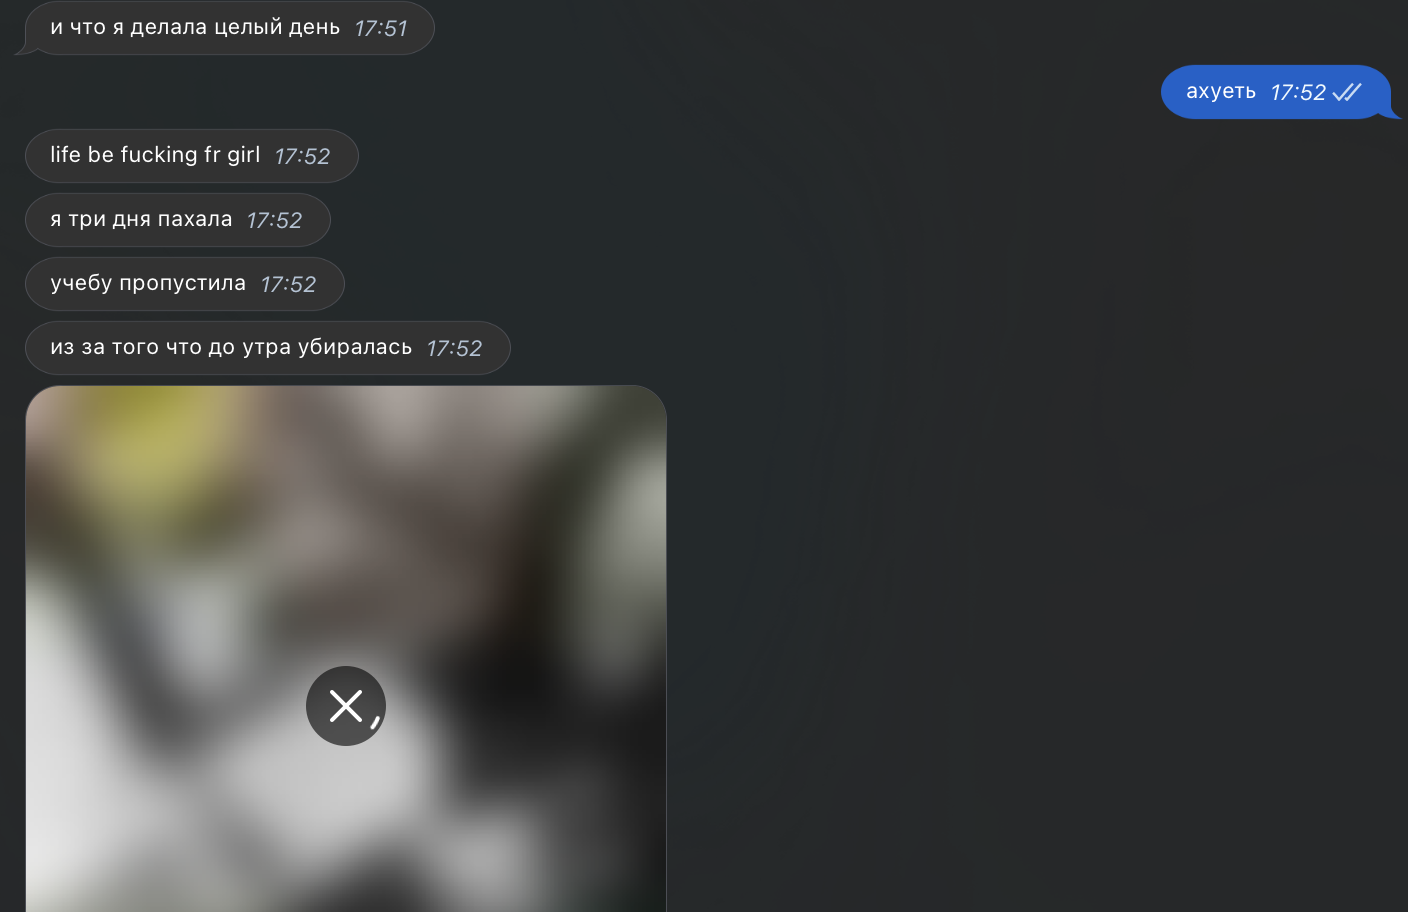 и что я делала целый день 17:51
ахуеть 17:52
life be fucking fr girl 17:52
я три дня пахала 17:52
учебу пропустила 17:52
из за того что до утра убиралась 17:52